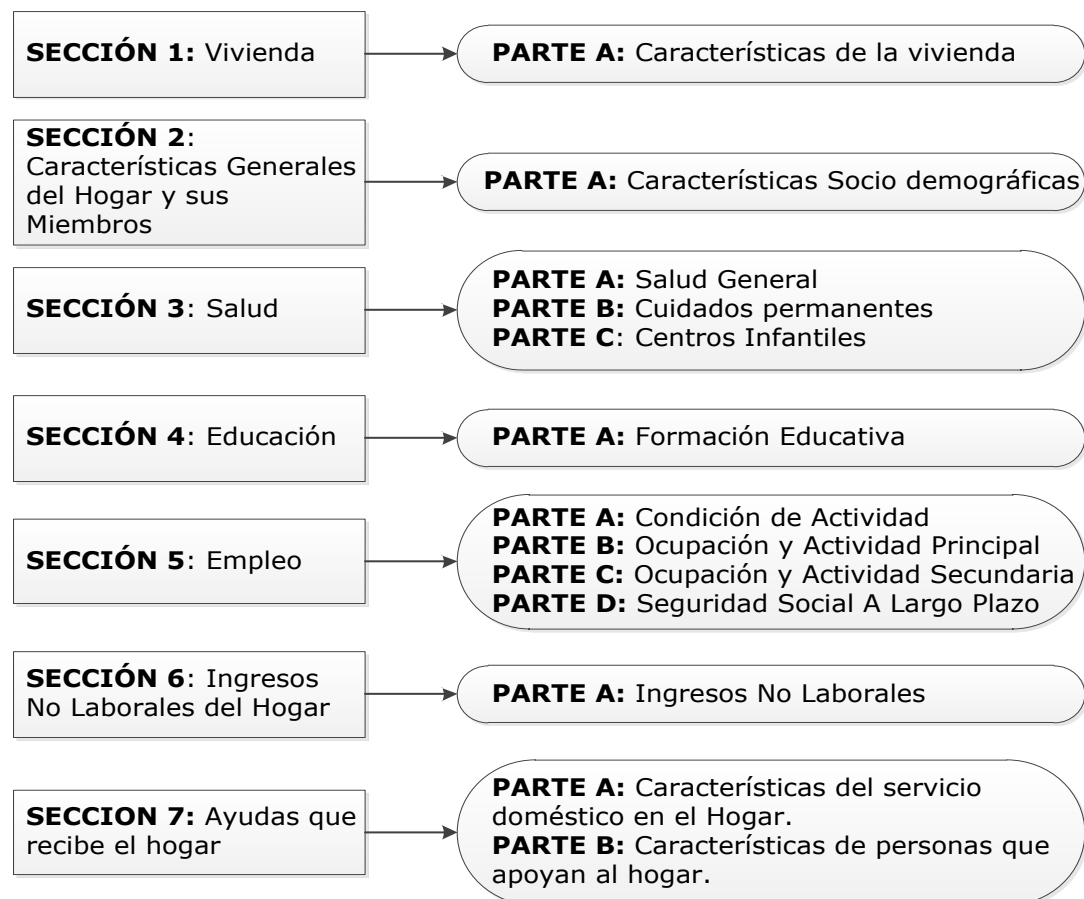 SECCIÓN 1: Vivienda
PARTE A: Características de la vivienda
SECCIÓN 2:
Características Generales
del Hogar y sus
Miembros
PARTE A: Características Socio demográficas
SECCIÓN 3: Salud
PARTE A: Salud General
PARTE B: Cuidados permanentes
PARTE C: Centros Infantiles
SECCIÓN 4: Educación
PARTE A: Formación Educativa
SECCIÓN 5: Empleo
PARTE A: Condición de Actividad
PARTE B: Ocupación y Actividad Principal
PARTE C: Ocupación y Actividad Secundaria
PARTE D: Seguridad Social A Largo Plazo
SECCIÓN 6: Ingresos
No Laborales del Hogar
PARTE A: Ingresos No Laborales
SECCION 7: Ayudas que
recibe el hogar
PARTE A: Características del servicio
doméstico en el Hogar.
PARTE B: Características de personas que
apoyan al hogar.